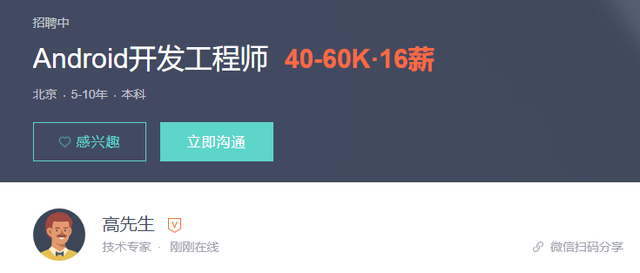 招聘中
Android开发工程师 40-60K·16薪
北京 · 5-10年 · 本科
感兴趣 立即沟通
高先生 V
技术专家 · 刚刚在线 微信扫码分享